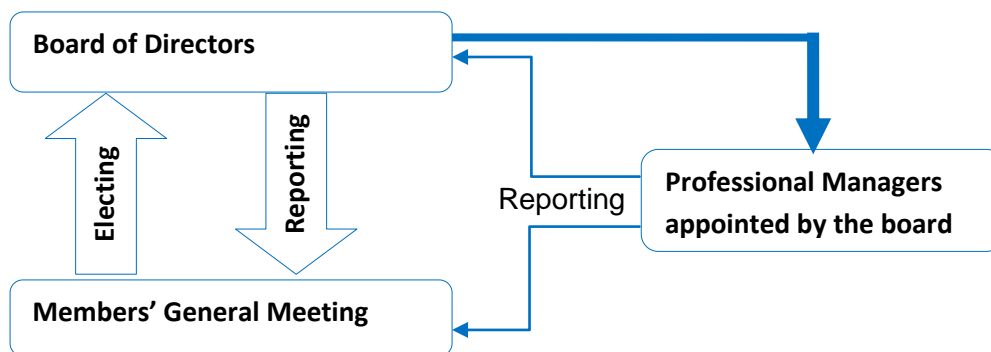 Board of Directors
Electing
Reporting
Reporting
Professional Managers
appointed by the board
Members’ General Meeting